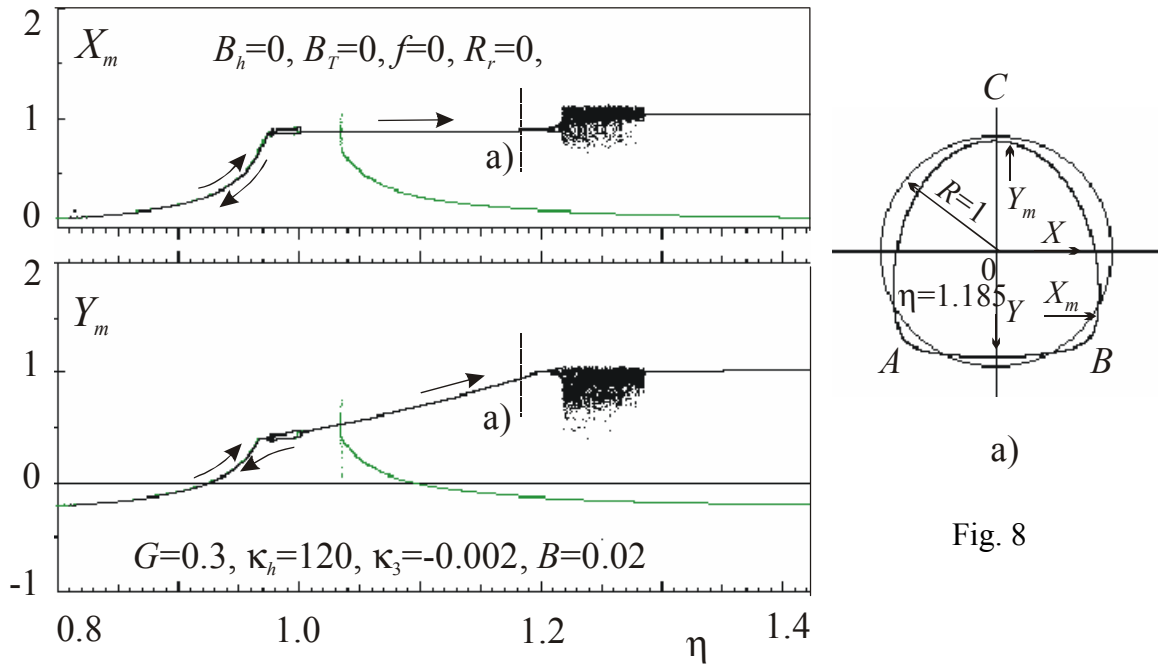 2
X_m
B_h=0, B_T=0, f=0, R_r=0,
1
a)
0
2
Y_m
1
a)
0
G=0.3, κ_h=120, κ_3=-0.002, B=0.02
-1
0.8 1.0 1.2 η 1.4
C
R=1
Y_m
X
0
η=1.185
Y
X_m
A
B
a)
Fig. 8